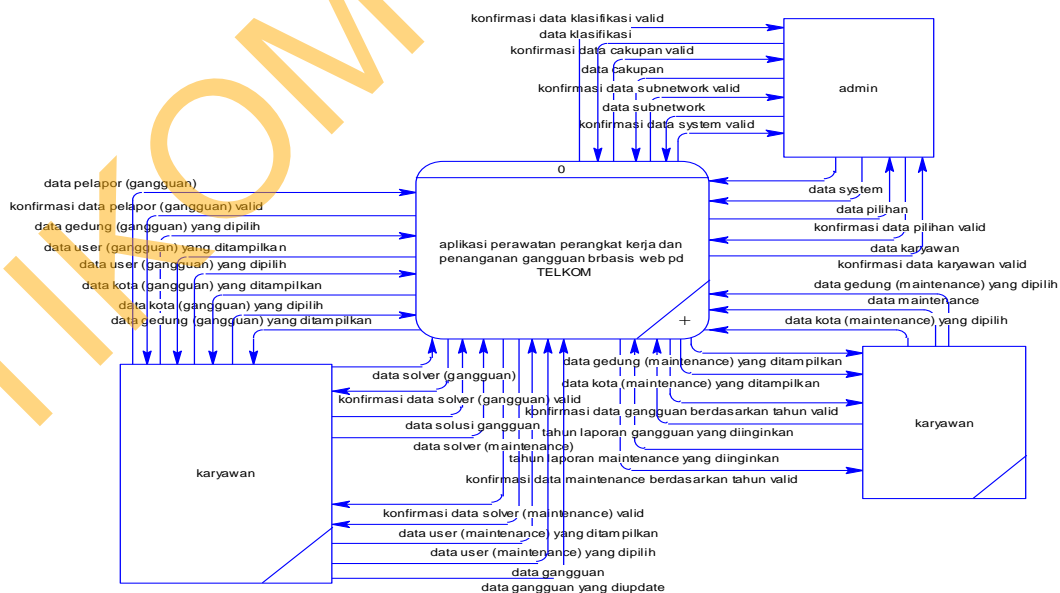 konfirmasi data klasifikasi valid
data klasifikasi
konfirmasi data cakupan valid
data cakupan
konfirmasi data subnetwork valid
data subnetwork
konfirmasi data system valid
admin
data system
data pilihan
konfirmasi data pilihan valid
data karyawan
konfirmasi data karyawan valid
0
aplikasi perawatan perangkat kerja dan
penanganan gangguan brbasis web pd
TELKOM
+
data pelapor (gangguan)
konfirmasi data pelapor (gangguan) valid
data gedung (gangguan) yang dipilih
data user (gangguan) yang ditampilkan
data user (gangguan) yang dipilih
data kota (gangguan) yang ditampilkan
data kota (gangguan) yang dipilih
data gedung (gangguan) yang ditampilkan
data gedung (maintenance) yang dipilih
data maintenance
data kota (maintenance) yang dipilih
data gedung (maintenance) yang ditampilkan
data kota (maintenance) yang ditampilkan
konfirmasi data gangguan berdasarkan tahun valid
tahun laporan gangguan yang diinginkan
tahun laporan maintenance yang diinginkan
konfirmasi data maintenance berdasarkan tahun valid
karyawan
data solver (gangguan)
konfirmasi data solver (gangguan) valid
data solusi gangguan
data solver (maintenance)
karyawan
konfirmasi data solver (maintenance) valid
data user (maintenance) yang ditampilkan
data user (maintenance) yang dipilih
data gangguan
data gangguan yang diupdate
IKOM